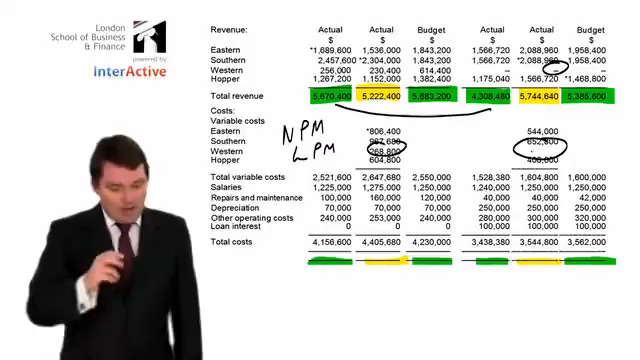 London
School of Business
& Finance
powered by
InterActive
Revenue: Actual Actual Budget Actual Actual Budget
$ $ $ $ $ $
Eastern *1,689,600 1,536,000 1,843,200 1,566,720 2,088,960 1,958,400
Southern 2,457,600 *2,304,000 1,843,200 1,566,720 *2,088,960 1,958,400
Western 256,000 230,400 614,400 – – –
Hopper 1,267,200 1,152,000 1,382,400 1,175,040 1,566,720 *1,468,800
Total revenue 5,670,400 5,222,400 5,683,200 4,308,480 5,744,640 5,385,600
Costs:
Variable costs
Eastern *806,400 544,000
Southern 967,680 652,800
Western 268,800 -
Hopper 604,800 408,000
NPM
LPM
Total variable costs 2,521,600 2,647,680 2,550,000 1,528,380 1,604,800 1,600,000
Salaries 1,225,000 1,275,000 1,220,000 1,240,000 1,250,000 1,250,000
Repairs and maintenance 100,000 160,000 120,000 40,000 40,000 42,000
Depreciation 70,000 70,000 70,000 250,000 250,000 250,000
Other operating costs 240,000 253,000 240,000 280,000 300,000 320,000
Loan interest 0 0 0 100,000 100,000 100,000
Total costs 4,156,600 4,405,680 4,230,000 3,438,380 3,544,800 3,562,000